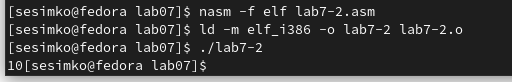 [sesimko@fedora lab07]$ nasm -f elf lab7-2.asm
[sesimko@fedora lab07]$ ld -m elf_i386 -o lab7-2 lab7-2.o
[sesimko@fedora lab07]$ ./lab7-2
10[sesimko@fedora lab07]$